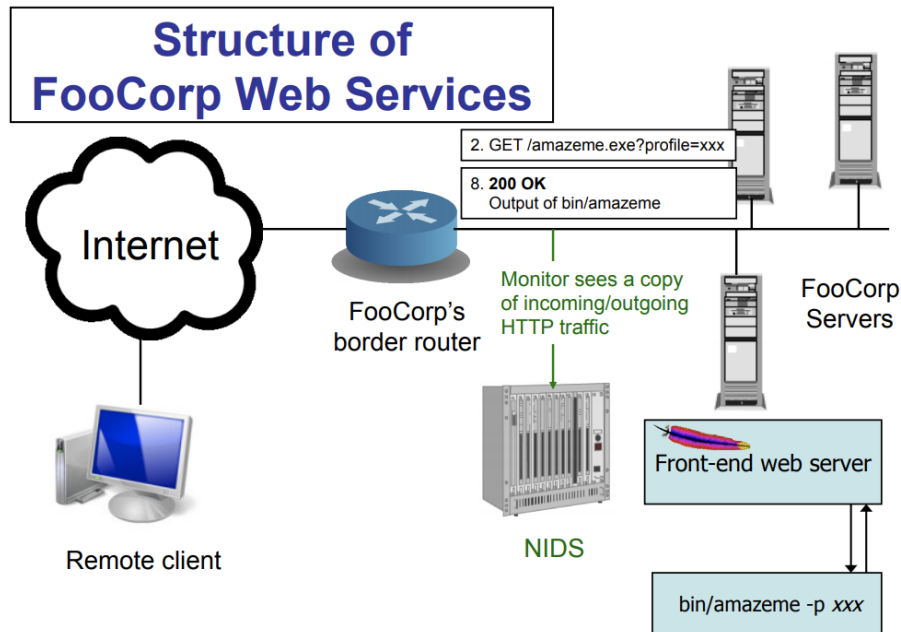 Structure of
FooCorp Web Services
2. GET /amazeme.exe?profile=xxx
8. 200 OK
Output of bin/amazeme
Internet
FooCorp's
border router
Monitor sees a copy
of incoming/outgoing
HTTP traffic
FooCorp
Servers
Remote client
NIDS
Front-end web server
bin/amazeme -p xxx